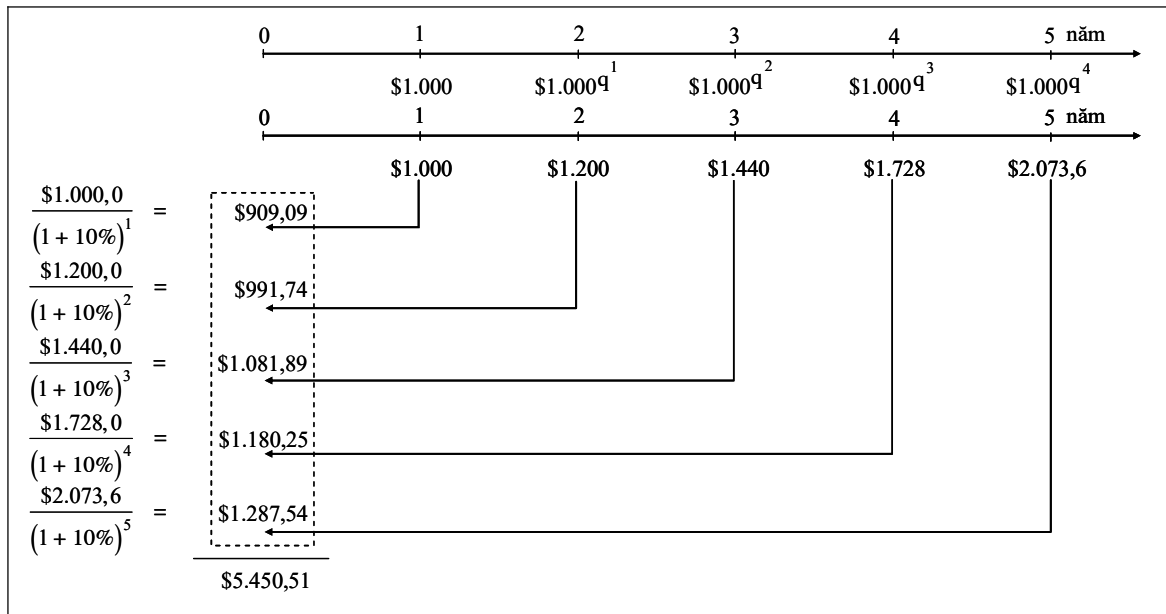 0 1 2 3 4 5 năm
$1.000 $1.000q^1 $1.000q^2 $1.000q^3 $1.000q^4
0 1 2 3 4 5 năm
$1.000 $1.200 $1.440 $1.728 $2.073,6
$1.000,0
(1 + 10%)^1 = $909,09
$1.200,0
(1 + 10%)^2 = $991,74
$1.440,0
(1 + 10%)^3 = $1.081,89
$1.728,0
(1 + 10%)^4 = $1.180,25
$2.073,6
(1 + 10%)^5 = $1.287,54
$5.450,51